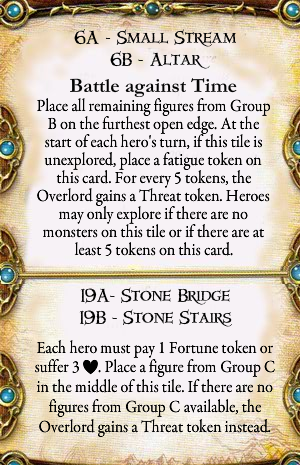 6A - Small Stream
6B - Altar
Battle against Time
Place all remaining figures from Group
B on the furthest open edge. At the
start of each hero's turn, if this tile is
unexplored, place a fatigue token on
this card. For every 5 tokens, the
Overlord gains a Threat token. Heroes
may only explore if there are no
monsters on this tile or if there are at
least 5 tokens on this card.
19A- Stone Bridge
19B - Stone Stairs
Each hero must pay 1 Fortune token or
suffer 3 ♥. Place a figure from Group C
in the middle of this tile. If there are no
figures from Group C available, the
Overlord gains a Threat token instead.